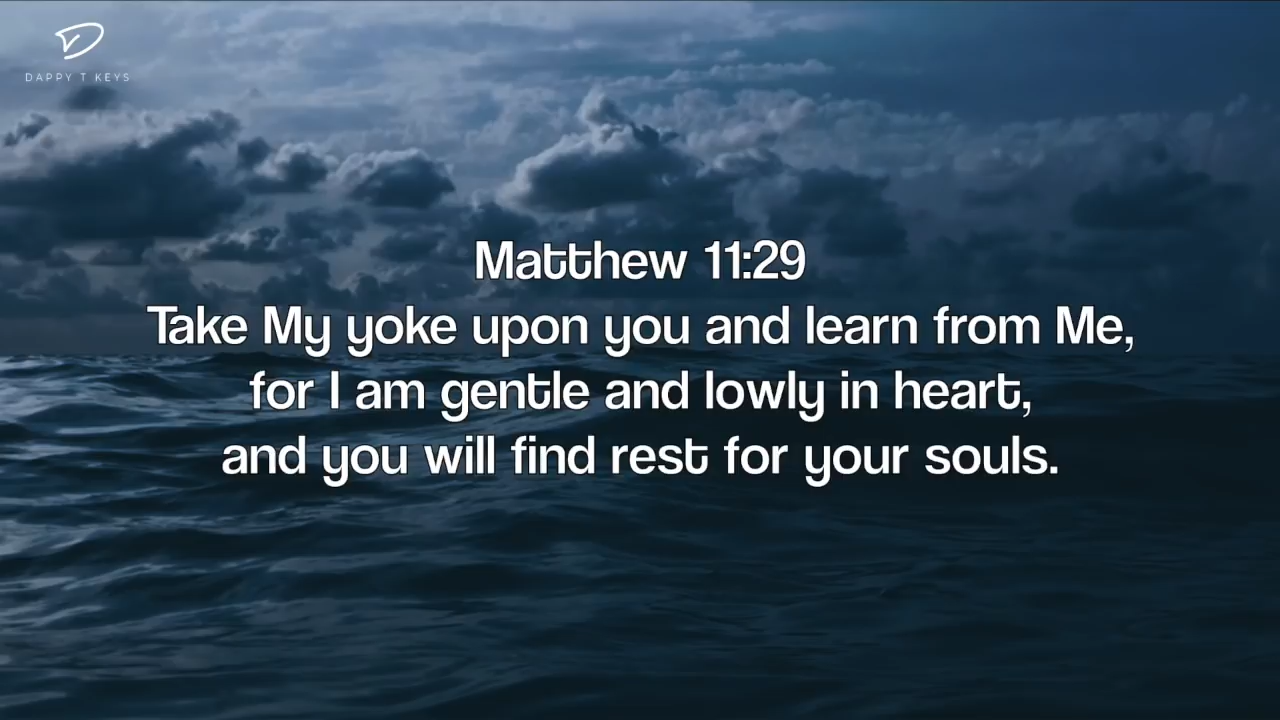 DAPPY T KEYS
Matthew 11:29
Take My yoke upon you and learn from Me,
for I am gentle and lowly in heart,
and you will find rest for your souls.